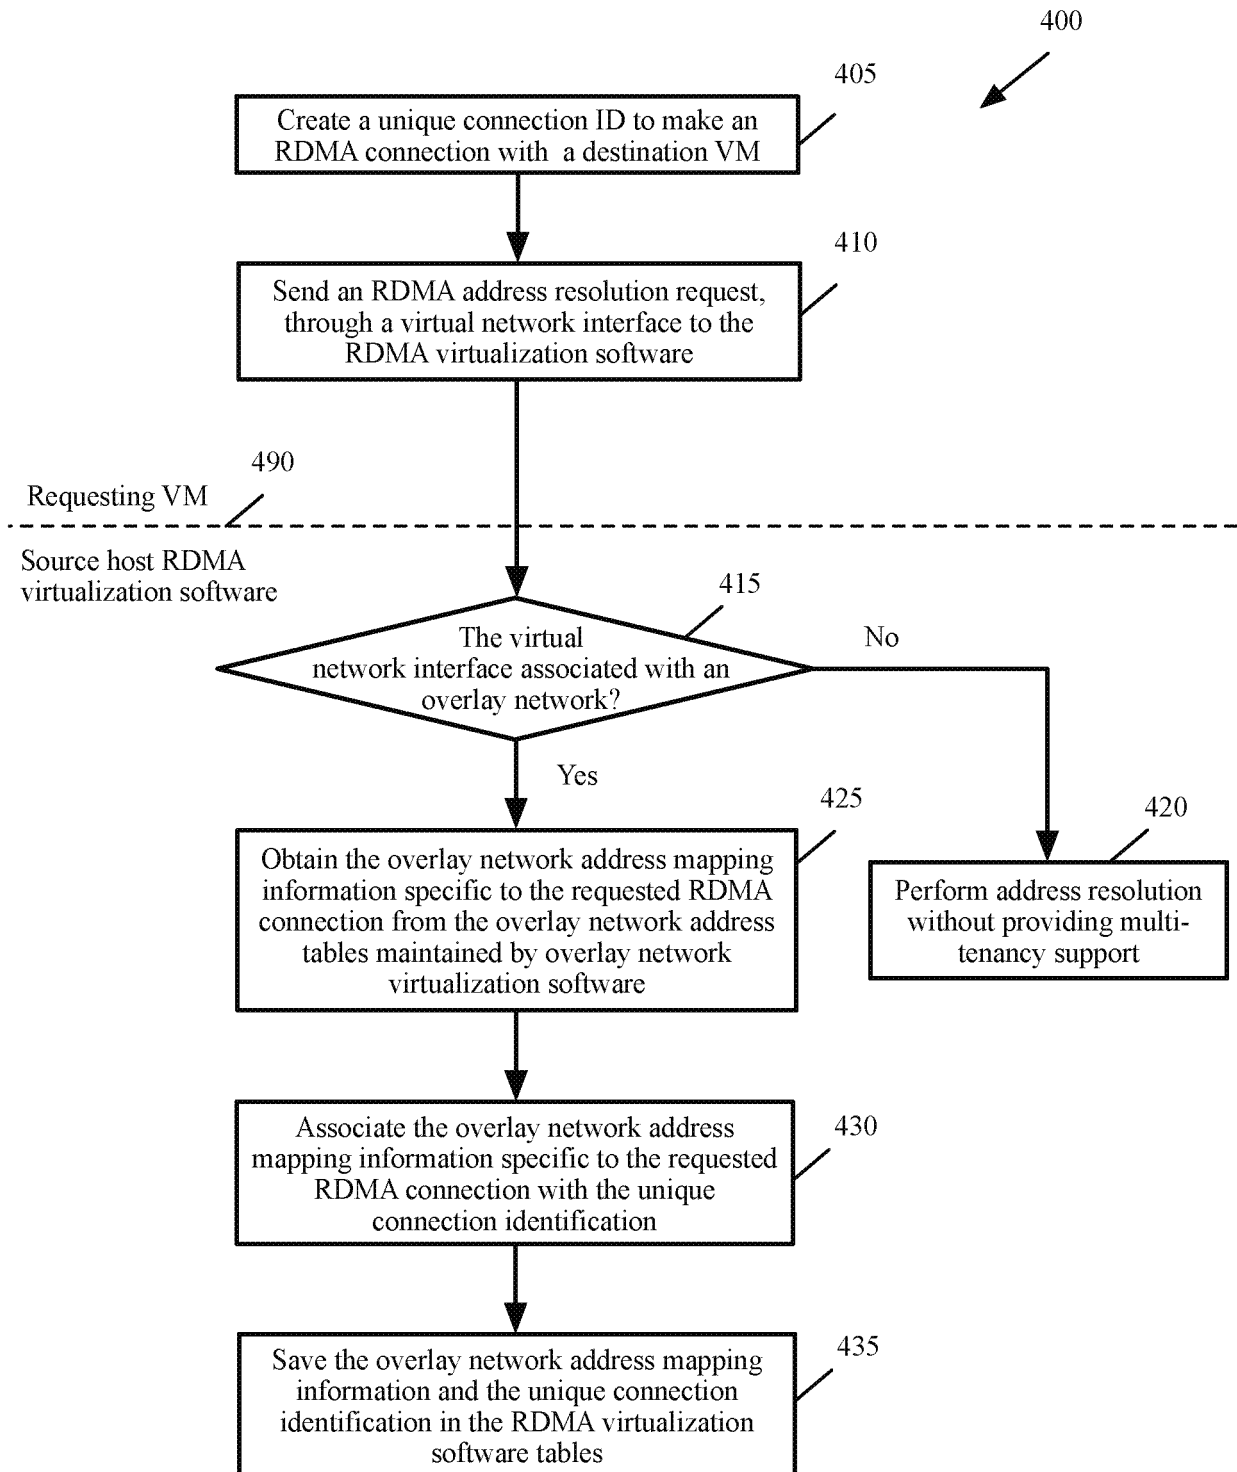 400
405
Create a unique connection ID to make an
RDMA connection with a destination VM
410
Send an RDMA address resolution request,
through a virtual network interface to the
RDMA virtualization software
490
Requesting VM
Source host RDMA
virtualization software
415
The virtual
network interface associated with an
overlay network?
No
Yes
425
Obtain the overlay network address mapping
information specific to the requested RDMA
connection from the overlay network address
tables maintained by overlay network
virtualization software
420
Perform address resolution
without providing multi-
tenancy support
430
Associate the overlay network address
mapping information specific to the requested
RDMA connection with the unique
connection identification
435
Save the overlay network address mapping
information and the unique connection
identification in the RDMA virtualization
software tables